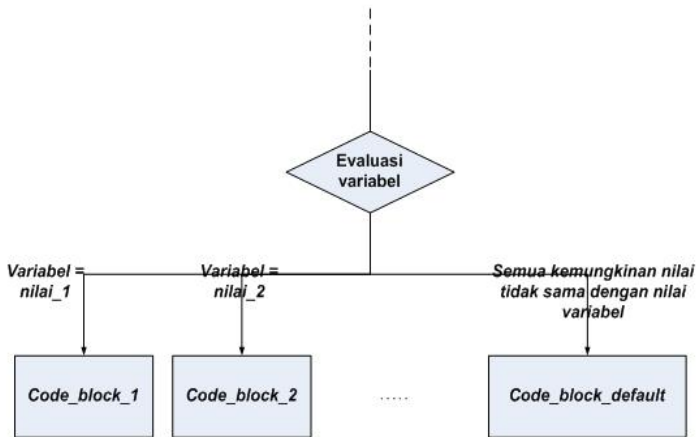 Evaluasi
variabel
Variabel =
nilai_1
Variabel =
nilai_2
Semua kemungkinan nilai
tidak sama dengan nilai
variabel
Code_block_1
Code_block_2
.....
Code_block_default